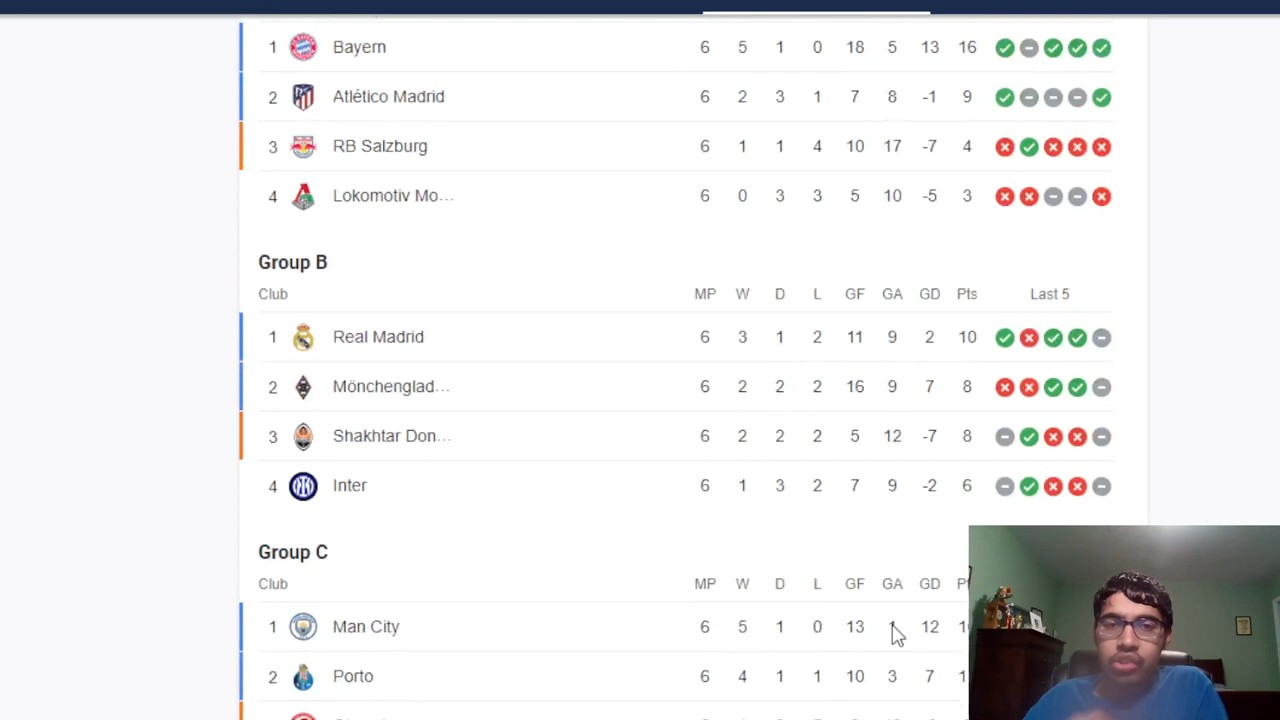 1 Bayern 6 5 1 0 18 5 13 16
2 Atlético Madrid 6 2 3 1 7 8 -1 9
3 RB Salzburg 6 1 1 4 10 17 -7 4
4 Lokomotiv Mo... 6 0 3 3 5 10 -5 3
Group B
Club MP W D L GF GA GD Pts Last 5
1 Real Madrid 6 3 1 2 11 9 2 10
2 Mönchenglad... 6 2 2 2 16 9 7 8
3 Shakhtar Don... 6 2 2 2 5 12 -7 8
4 Inter 6 1 3 2 7 9 -2 6
Group C
Club MP W D L GF GA GD
1 Man City 6 5 1 0 13 12
2 Porto 6 4 1 1 10 3 7